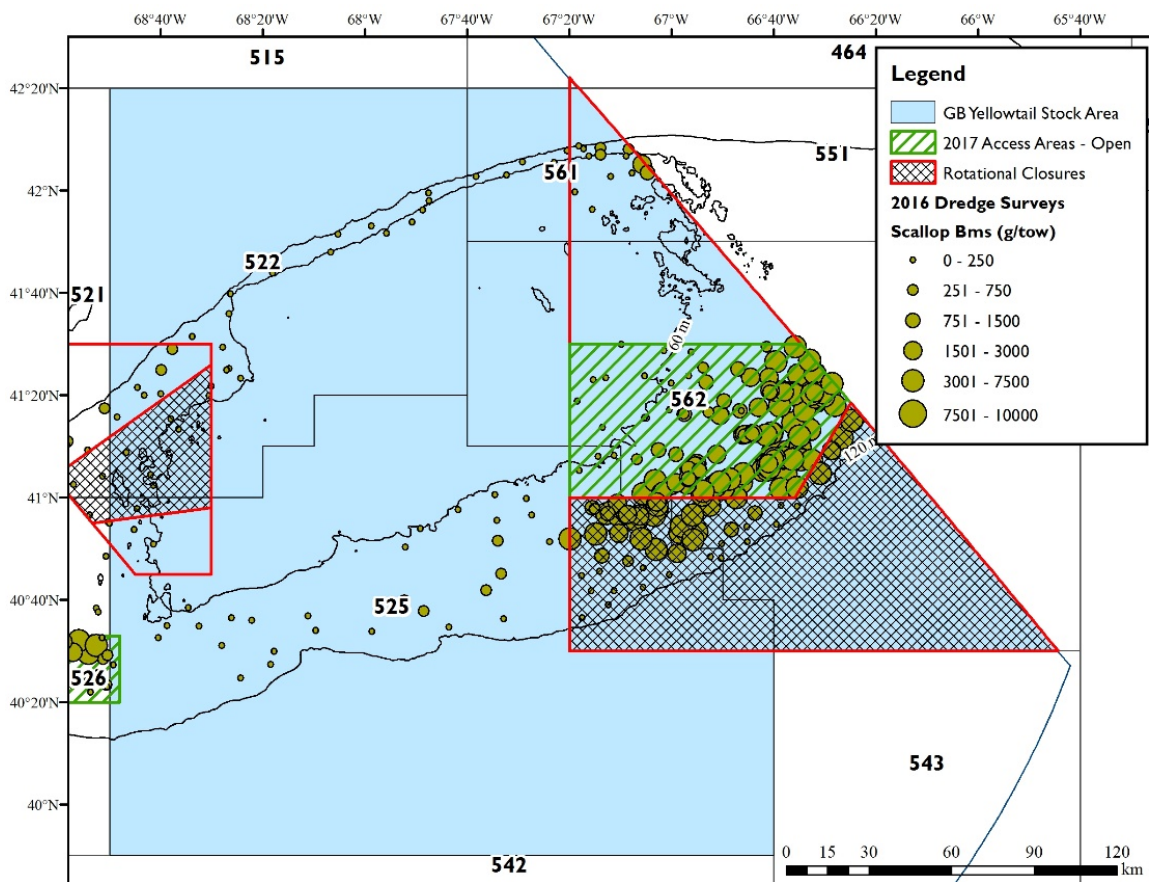 68°40'W 68°20'W 68°W 67°40'W 67°20'W 67°W 66°40'W 66°20'W 66°W 65°40'W
515
464
42°20'N
Legend
GB Yellowtail Stock Area
2017 Access Areas - Open
Rotational Closures
2016 Dredge Surveys
Scallop Bms (g/tow)
0 - 250
251 - 750
751 - 1500
1501 - 3000
3001 - 7500
7501 - 10000
551
561
42°N
522
41°40'N
521
60 m
41°20'N
562
120 m
41°N
40°40'N
525
526
40°20'N
543
40°N
542
0 15 30 60 90 120
km